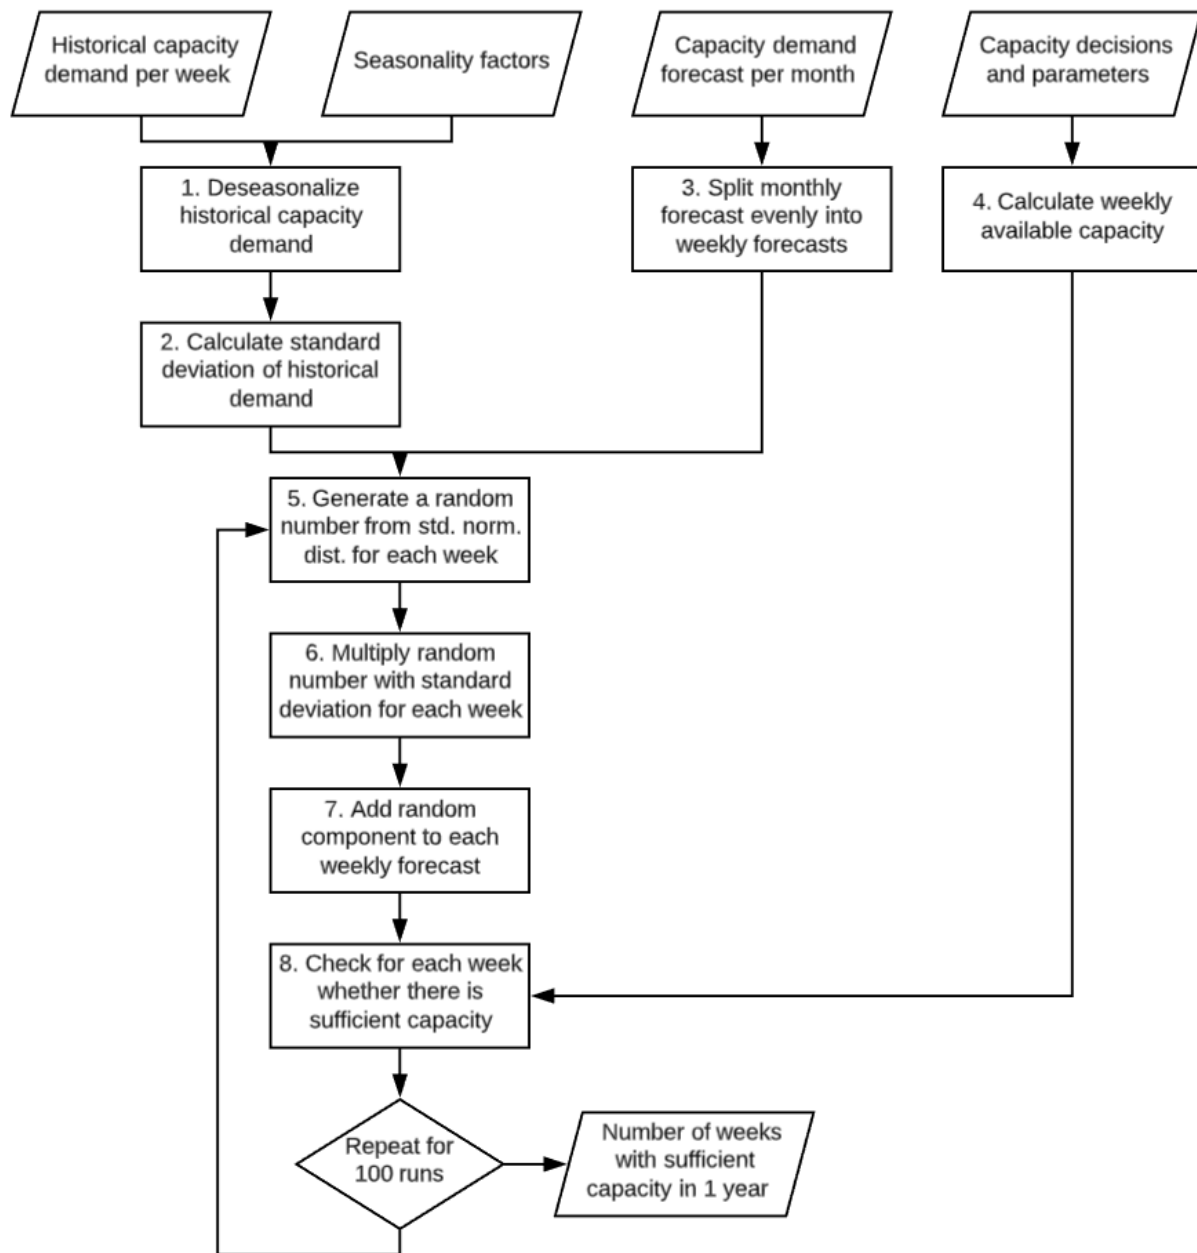 Historical capacity
demand per week
Seasonality factors
Capacity demand
forecast per month
Capacity decisions
and parameters
1. Deseasonalize
historical capacity
demand
3. Split monthly
forecast evenly into
weekly forecasts
4. Calculate weekly
available capacity
2. Calculate standard
deviation of historical
demand
5. Generate a random
number from std. norm.
dist. for each week
6. Multiply random
number with standard
deviation for each week
7. Add random
component to each
weekly forecast
8. Check for each week
whether there is
sufficient capacity
Repeat for
100 runs
Number of weeks
with sufficient
capacity in 1 year